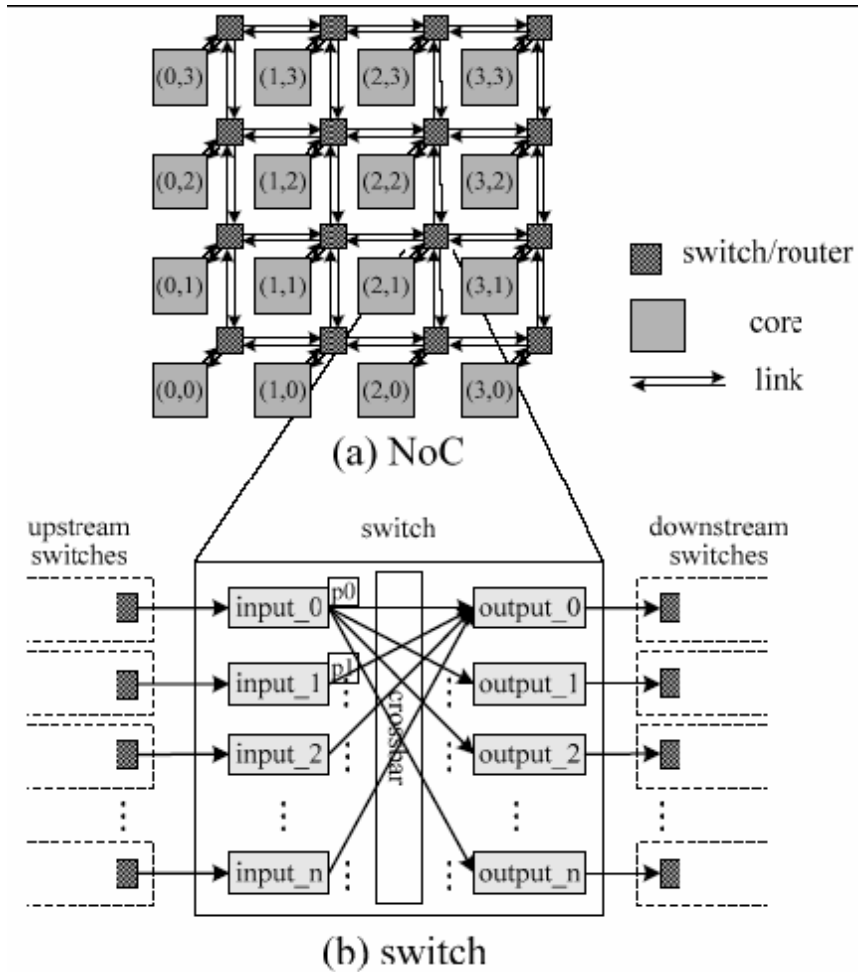 (0,3) (1,3) (2,3) (3,3)
(0,2) (1,2) (2,2) (3,2)
(0,1) (1,1) (2,1) (3,1)
(0,0) (1,0) (2,0) (3,0)
switch/router
core
link
(a) NoC
upstream
switches
switch
downstream
switches
input_0 p0 output_0
input_1 p1 output_1
input_2 output_2
crossbar
input_n output_n
(b) switch